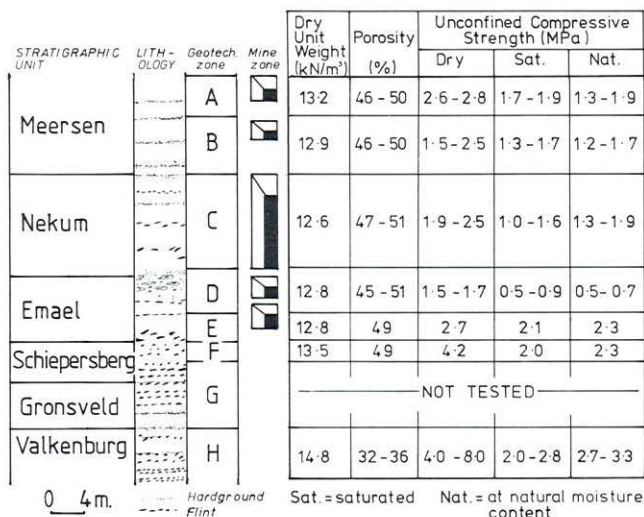 STRATIGRAPHIC UNIT
LITH-OLOGY
Geotech. zone
Mine zone
Dry Unit Weight (kN/m³)
Porosity (%)
Unconfined Compressive Strength (MPa)
Dry Sat. Nat.
Meersen
A 13·2 46-50 2·6-2·8 1·7-1·9 1·3-1·9
B 12·9 46-50 1·5-2·5 1·3-1·7 1·2-1·7
Nekum C 12·6 47-51 1·9-2·5 1·0-1·6 1·3-1·9
Emael
D 12·8 45-51 1·5-1·7 0·5-0·9 0·5-0·7
E 12·8 49 2·7 2·1 2·3
Schiepersberg F 13·5 49 4·2 2·0 2·3
G NOT TESTED
Gronsveld
Valkenburg H 14·8 32-36 4·0-8·0 2·0-2·8 2·7-3·3
0 4m.
Hardground
Flint
Sat. = saturated
Nat. = at natural moisture content